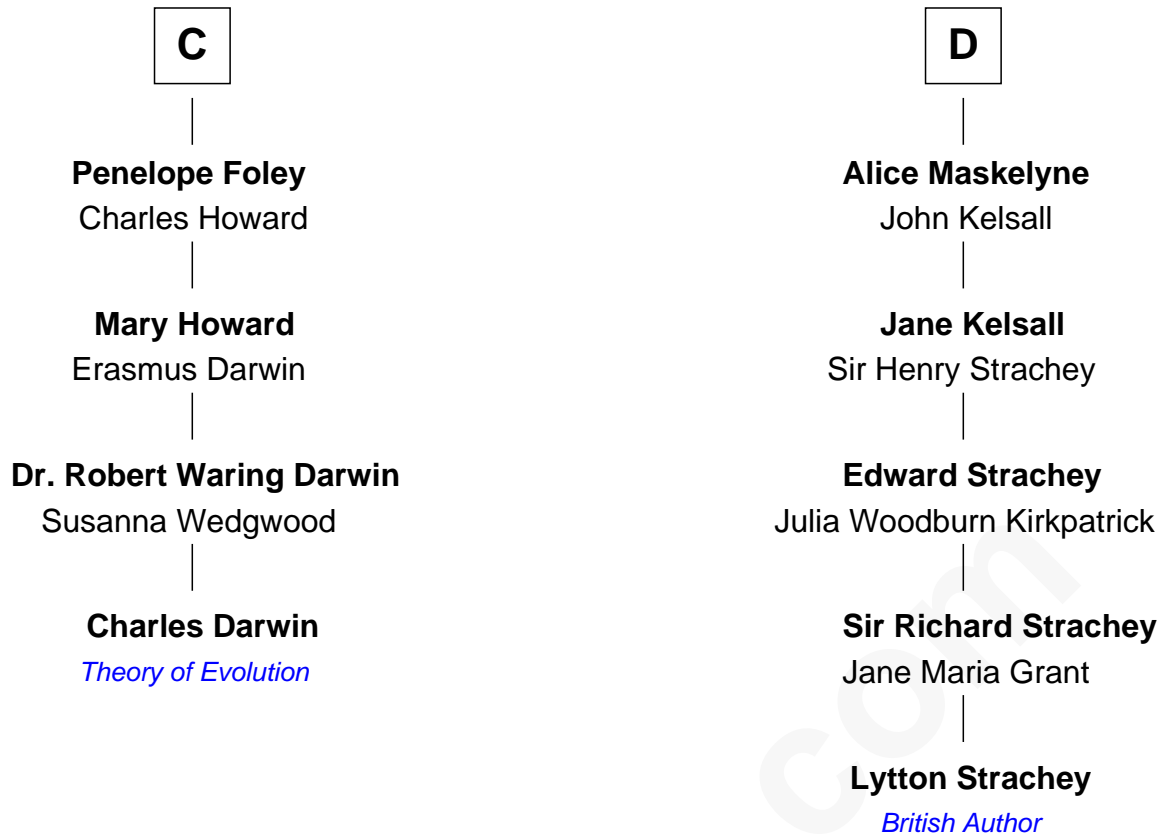 C
Penelope Foley
Charles Howard
Mary Howard
Erasmus Darwin
Dr. Robert Waring Darwin
Susanna Wedgwood
Charles Darwin
Theory of Evolution
D
Alice Maskelyne
John Kelsall
Jane Kelsall
Sir Henry Strachey
Edward Strachey
Julia Woodburn Kirkpatrick
Sir Richard Strachey
Jane Maria Grant
Lytton Strachey
British Author
com